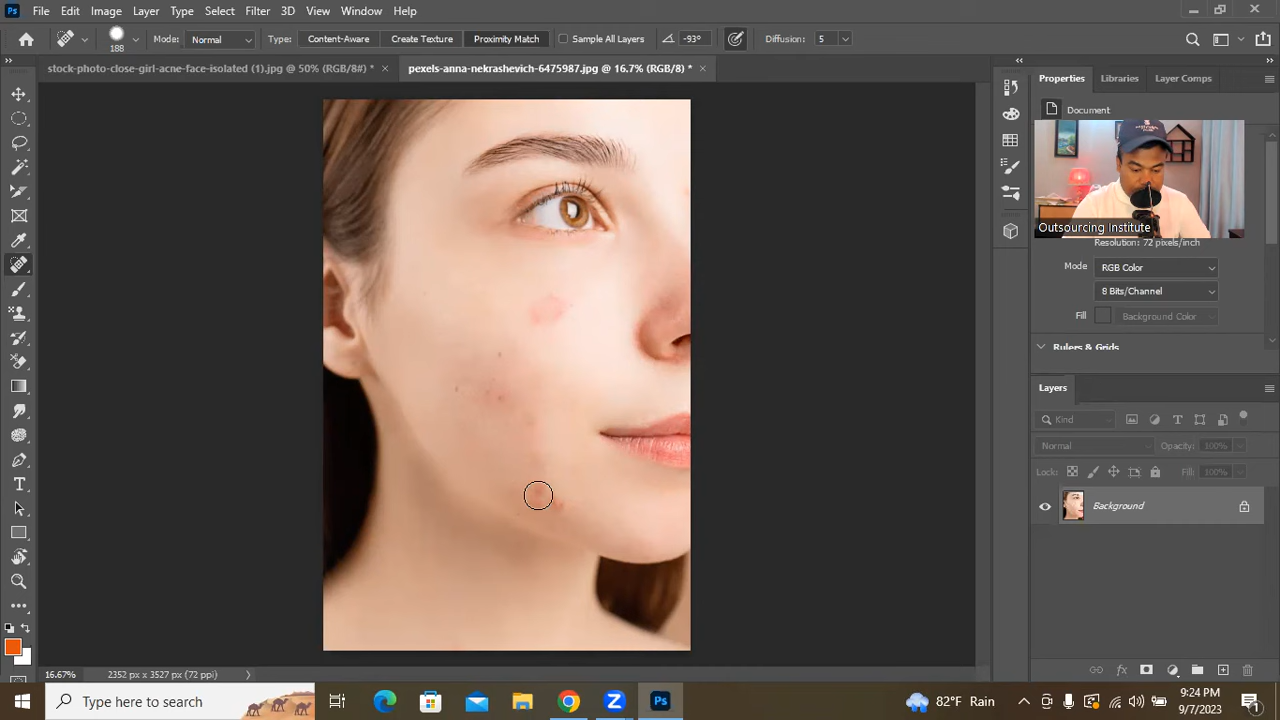 Ps File Edit Image Layer Type Select Filter 3D View Window Help
188 Mode: Normal Type: Content-Aware Create Texture Proximity Match Sample All Layers -93° Diffusion: 5
stock-photo-close-girl-acne-face-isolated (1).jpg @ 50% (RGB/8#) *
pexels-anna-nekrashevich-6475987.jpg @ 16.7% (RGB/8) *
Properties Libraries Layer Comps
Document
Outsourcing Institute
Resolution: 72 pixels/inch
Mode RGB Color
8 Bits/Channel
Fill Background Color
Rulers & Grids
Layers
Kind
Normal Opacity: 100%
Lock: Fill: 100%
Background
fx
16.67% 2352 px x 3527 px (72 ppi)
Type here to search
Ps
82°F Rain
9:24 PM
9/7/2023
1